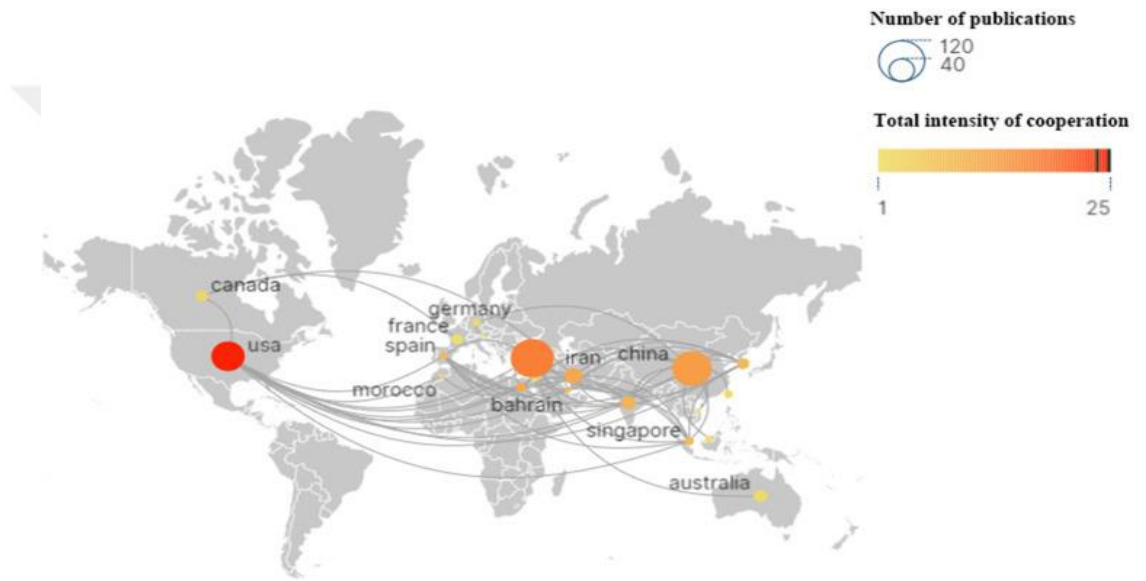 Number of publications
120
40
Total intensity of cooperation
1
25
canada
germany
france
usa
spain
iran
china
morocco
bahrain
singapore
australia